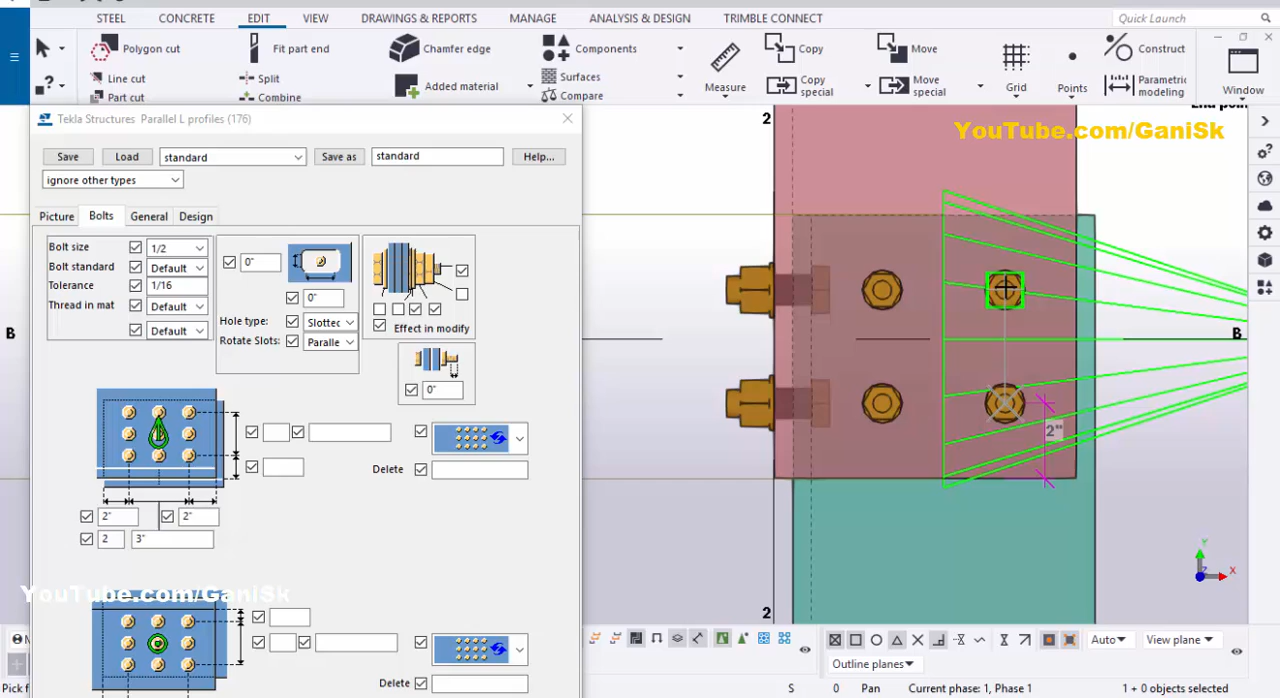 STEEL CONCRETE EDIT VIEW DRAWINGS & REPORTS MANAGE ANALYSIS & DESIGN TRIMBLE CONNECT Quick Launch
Polygon cut Fit part end Chamfer edge Components Copy Move Construct
Line cut Split Added material Surfaces Measure Copy special Move special Grid Points Parametric modeling Window
Part cut Combine Compare
Tekla Structures Parallel L profiles (176)
2
YouTube.com/GaniSk
Save Load standard Save as standard Help...
ignore other types
Picture Bolts General Design
Bolt size 1/2
Bolt standard Default
Tolerance 1/16
Thread in mat Default
Default
0"
0"
Hole type: Slotted
Rotate Slots: Paralle
Effect in modify
0"
B
B
2"
Delete
2" 2"
2 3"
YouTube.com/GaniSk
2
Y
X
Z
Auto View plane
Outline planes
Delete
Pick f
S 0 Pan Current phase: 1, Phase 1 1 + 0 objects selected